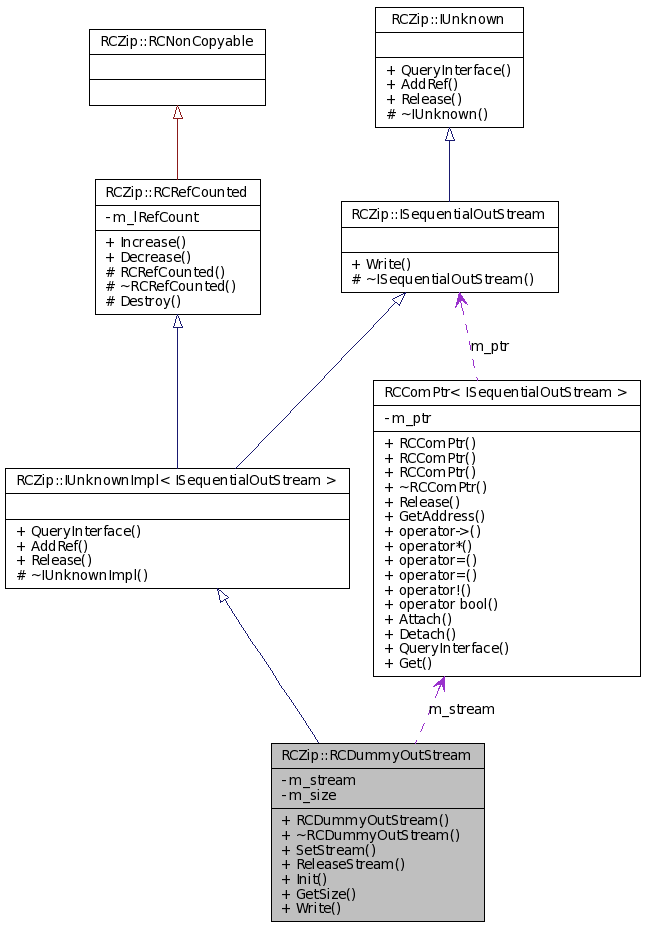 RCZip::RCNonCopyable
RCZip::IUnknown
+ QueryInterface()
+ AddRef()
+ Release()
# ~IUnknown()
RCZip::RCRefCounted
- m_lRefCount
+ Increase()
+ Decrease()
# RCRefCounted()
# ~RCRefCounted()
# Destroy()
RCZip::ISequentialOutStream
+ Write()
# ~ISequentialOutStream()
m_ptr
RCComPtr< ISequentialOutStream >
- m_ptr
+ RCComPtr()
+ RCComPtr()
+ RCComPtr()
+ ~RCComPtr()
+ Release()
+ GetAddress()
+ operator->()
+ operator*()
+ operator=()
+ operator=()
+ operator!()
+ operator bool()
+ Attach()
+ Detach()
+ QueryInterface()
+ Get()
RCZip::IUnknownImpl< ISequentialOutStream >
+ QueryInterface()
+ AddRef()
+ Release()
# ~IUnknownImpl()
m_stream
RCZip::RCDummyOutStream
- m_stream
- m_size
+ RCDummyOutStream()
+ ~RCDummyOutStream()
+ SetStream()
+ ReleaseStream()
+ Init()
+ GetSize()
+ Write()